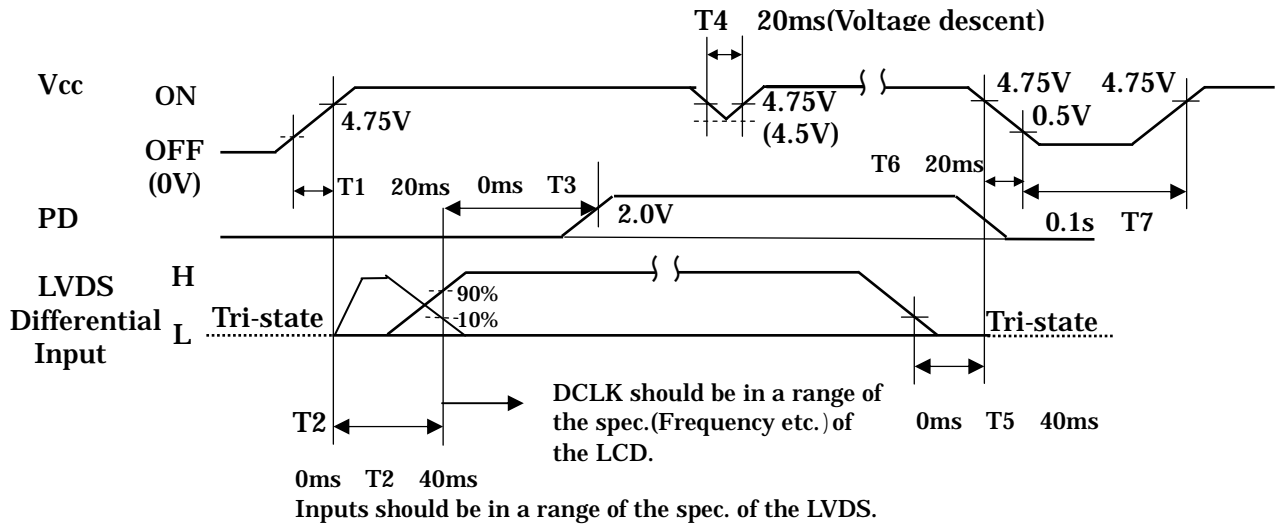 T4 20ms(Voltage descent)
Vcc
ON
4.75V
4.75V
(4.5V)
4.75V 4.75V
0.5V
OFF
(0V)
T1 20ms 0ms T3
T6 20ms
PD
2.0V
0.1s T7
LVDS
Differential
Input
H
L
90%
10%
Tri-state
Tri-state
DCLK should be in a range of
the spec.(Frequency etc.)of
the LCD.
T2
0ms T5 40ms
0ms T2 40ms
Inputs should be in a range of the spec. of the LVDS.